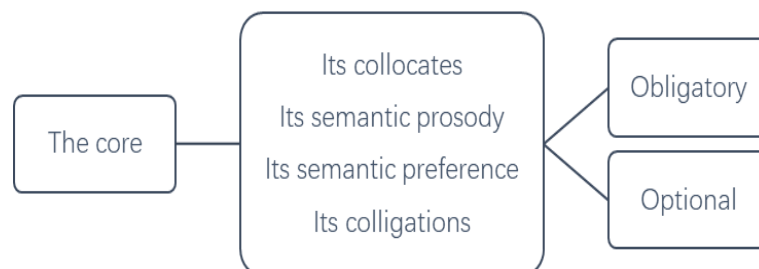 The core
Its collocates
Its semantic prosody
Its semantic preference
Its colligations
Obligatory
Optional